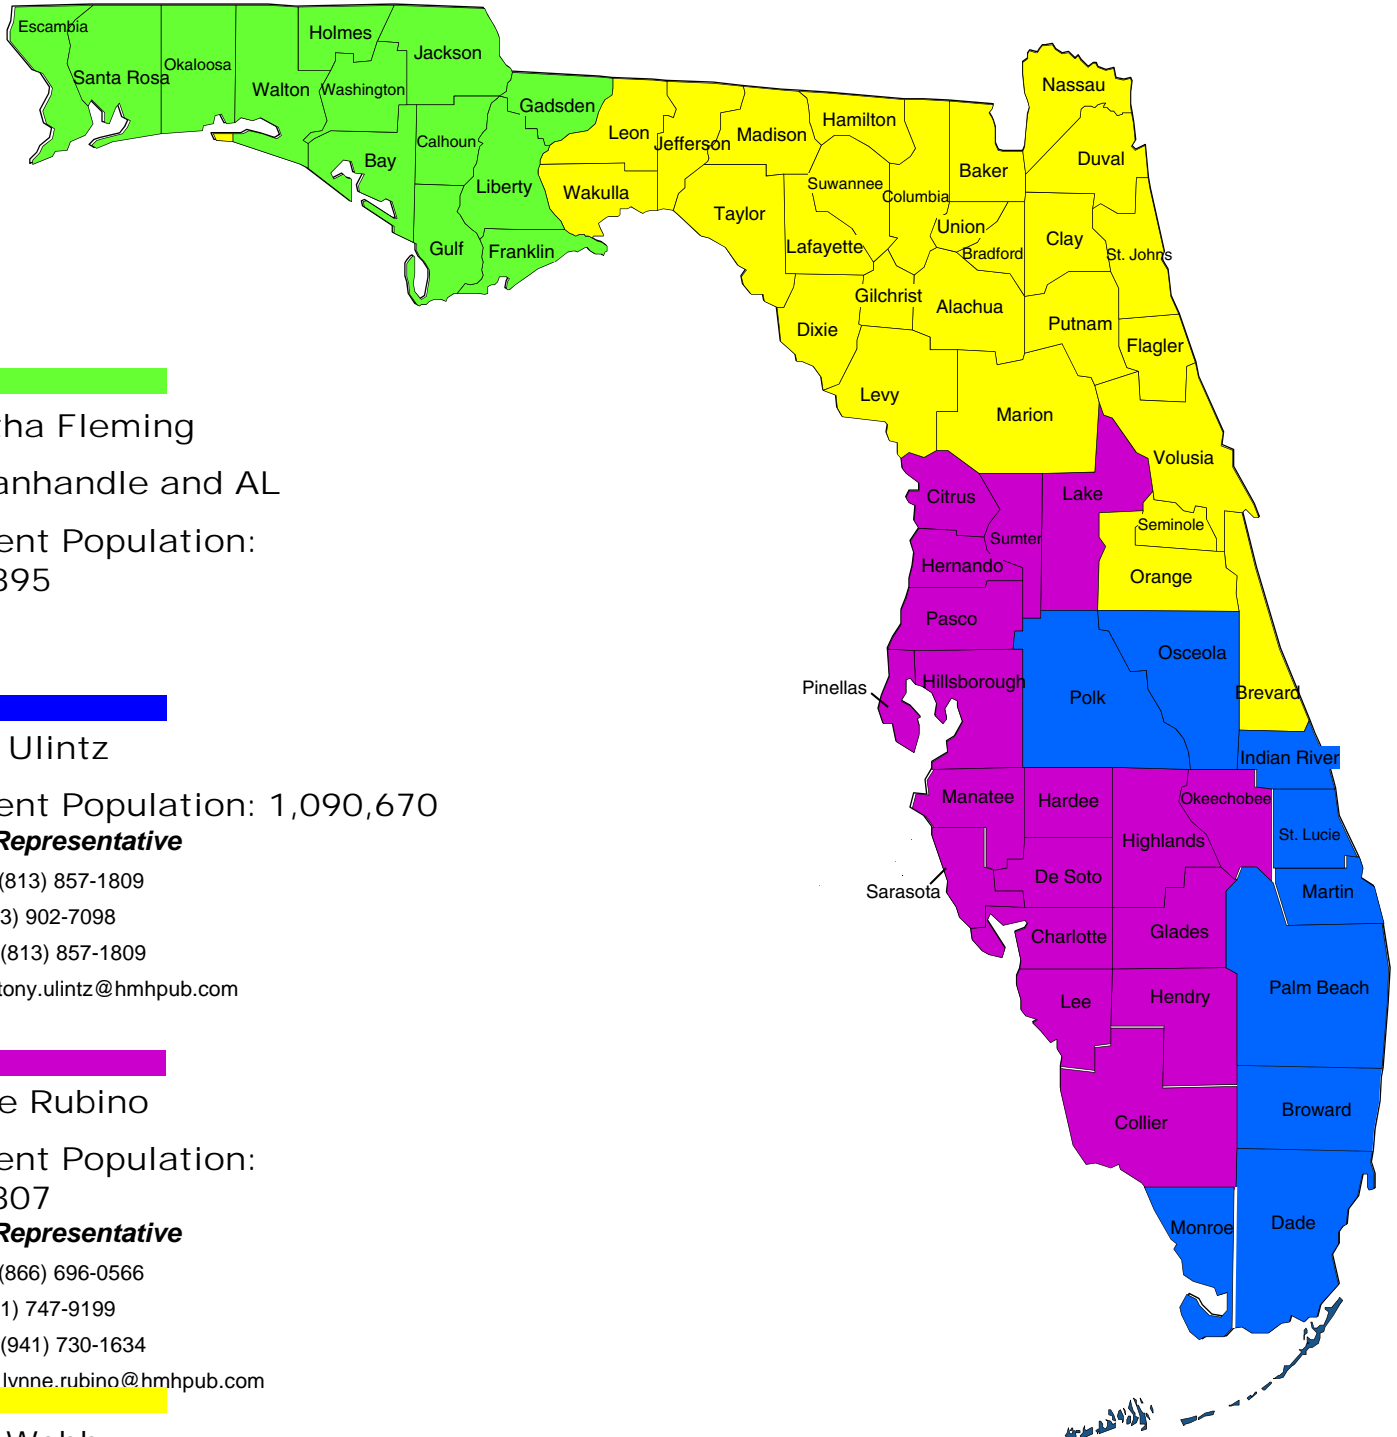 Escambia
Santa Rosa
Okaloosa
Walton
Holmes
Washington
Jackson
Calhoun
Bay
Gulf
Gadsden
Liberty
Franklin
Leon
Wakulla
Jefferson
Madison
Taylor
Hamilton
Suwannee
Lafayette
Columbia
Baker
Union
Bradford
Nassau
Duval
Clay
St. Johns
Gilchrist
Alachua
Dixie
Putnam
Flagler
Levy
Marion
Volusia
Citrus
Lake
Sumter
Seminole
Hernando
Orange
Pasco
Osceola
Pinellas
Hillsborough
Polk
Brevard
Indian River
Manatee
Hardee
Okeechobee
Highlands
St. Lucie
Sarasota
De Soto
Martin
Charlotte
Glades
Lee
Hendry
Palm Beach
Collier
Broward
Monroe
Dade
tha Fleming
anhandle and AL
ent Population:
395
Ulintz
ent Population: 1,090,670
Representative
(813) 857-1809
3) 902-7098
(813) 857-1809
tony.ulintz@hmhpub.com
e Rubino
ent Population:
307
Representative
(866) 696-0566
1) 747-9199
(941) 730-1634
lynne.rubino@hmhpub.com
Webb